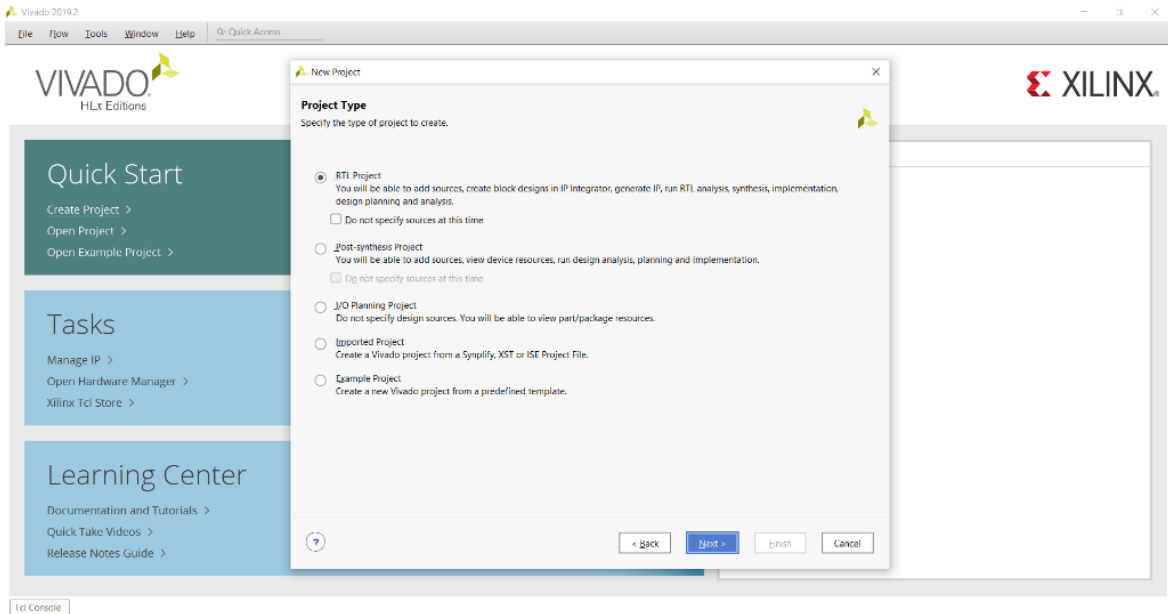 Vivado 2019.2
File Flow Tools Window Help Quick Access
VIVADO.
HLx Editions
XILINX
Quick Start
Create Project >
Open Project >
Open Example Project >
Tasks
Manage IP >
Open Hardware Manager >
Xilinx Tcl Store >
Learning Center
Documentation and Tutorials >
Quick Take Videos >
Release Notes Guide >
New Project
Project Type
Specify the type of project to create.
RTL Project
You will be able to add sources, create block designs in IP Integrator, generate IP, run RTL analysis, synthesis, implementation,
design planning and analysis.
Do not specify sources at this time
Post-synthesis Project
You will be able to add sources, view device resources, run design analysis, planning and implementation.
Do not specify sources at this time
I/O Planning Project
Do not specify design sources. You will be able to view part/package resources.
Imported Project
Create a Vivado project from a Synplify, XST or ISE Project File.
Example Project
Create a new Vivado project from a predefined template.
? < Back Next > Finish Cancel
Tcl Console